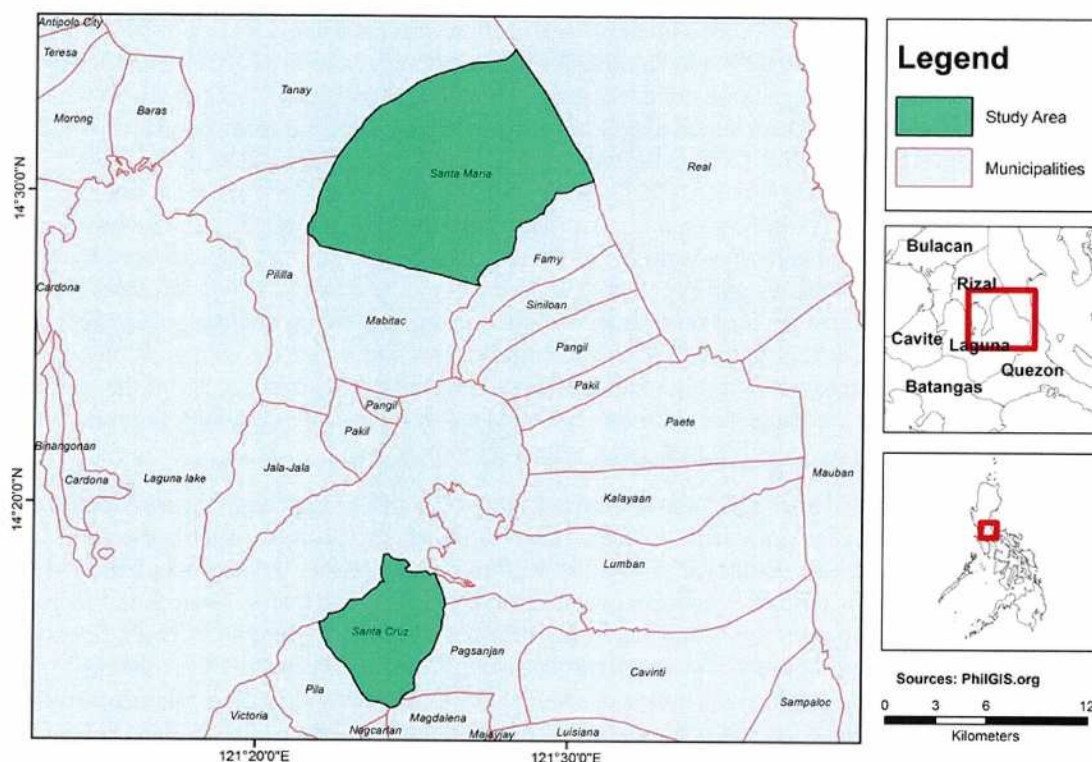 Antipolo City
Teresa
Morong
Baras
Tanay
Santa Maria
Real
Cardona
Pililla
Famy
Siniloan
Mabitac
Pangil
Pakil
Pangil
Pakil
Paete
Binangonan
Cardona
Laguna lake
Jala-Jala
Kalayaan
Mauban
Lumban
Santa Cruz
Pagsanjan
Cavinti
Pila
Sampaloc
Victoria
Nagcarlan
Magdalena
Majayjay
Luisiana
14°30'0"N
14°20'0"N
121°20'0"E
121°30'0"E
Legend
Study Area
Municipalities
Bulacan
Rizal
Cavite
Laguna
Quezon
Batangas
Sources: PhilGIS.org
0 3 6 12
Kilometers